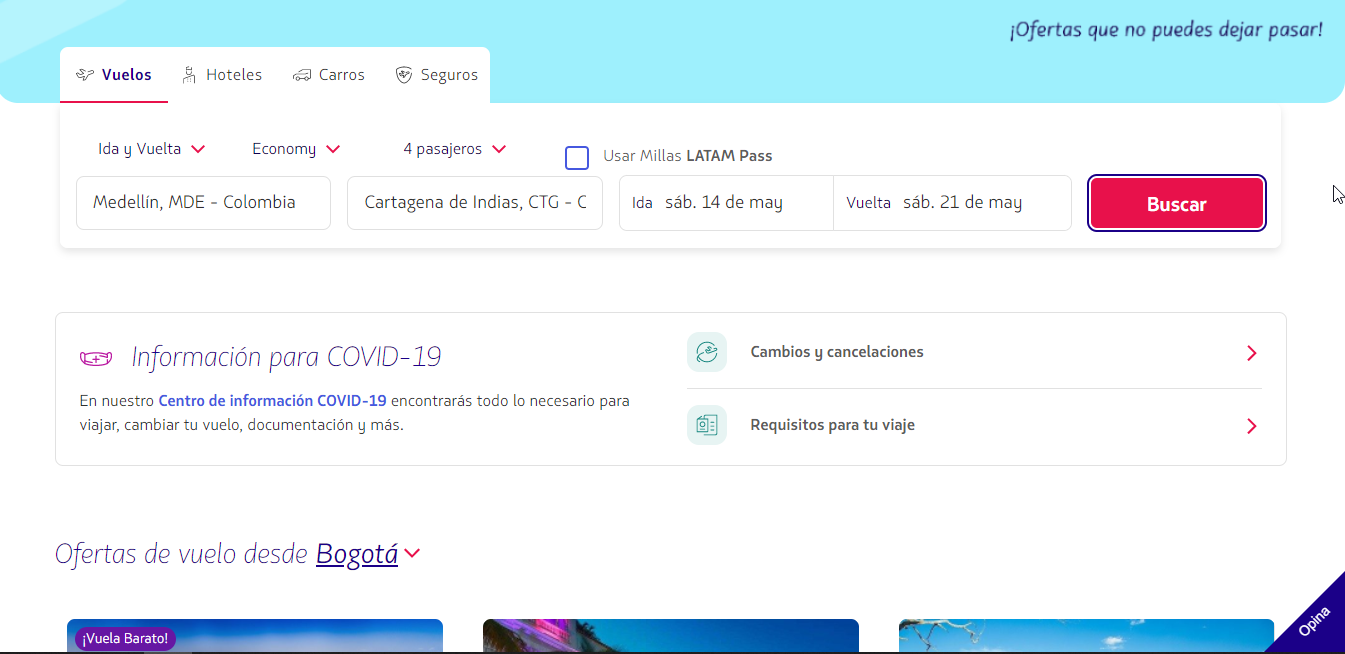 ¡Ofertas que no puedes dejar pasar!
Vuelos Hoteles Carros Seguros
Ida y Vuelta Economy 4 pasajeros Usar Millas LATAM Pass
Medellín, MDE - Colombia Cartagena de Indias, CTG - C Ida sáb. 14 de may Vuelta sáb. 21 de may Buscar
Información para COVID-19
Cambios y cancelaciones
En nuestro Centro de información COVID-19 encontrarás todo lo necesario para
viajar, cambiar tu vuelo, documentación y más.
Requisitos para tu viaje
Ofertas de vuelo desde Bogotá
¡Vuela Barato!
Opina